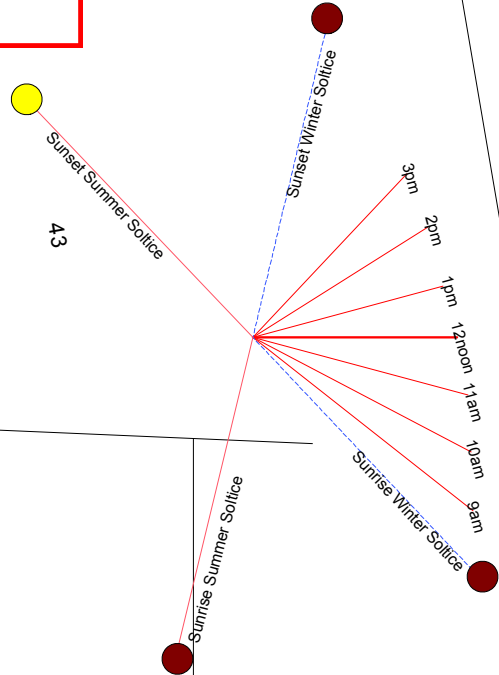 Sunset Winter Soltice
Sunset Summer Soltice
43
3pm
2pm
1pm
12noon
11am
10am
9am
Sunrise Winter Soltice
Sunrise Summer Soltice